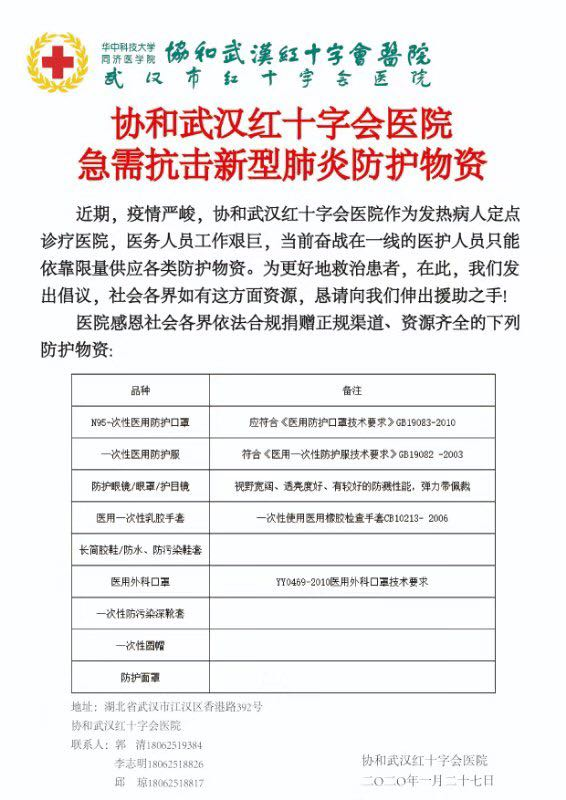 华中科技大学
同济医学院
協和武漢紅十字會醫院
武汉市红十字会医院
协和武汉红十字会医院
急需抗击新型肺炎防护物资
近期，疫情严峻，协和武汉红十字会医院作为发热病人定点
诊疗医院，医务人员工作艰巨，当前奋战在一线的医护人员只能
依靠限量供应各类防护物资。为更好地救治患者，在此，我们发
出倡议，社会各界如有这方面资源，恳请向我们伸出援助之手！
医院感恩社会各界依法合规捐赠正规渠道、资源齐全的下列
防护物资:
品种 备注
N95-次性医用防护口罩 应符合《医用防护口罩技术要求》GB19083-2010
一次性医用防护服 符合《医用一次性防护服技术要求》GB19082 -2003
防护眼镜/眼罩/护目镜 视野宽阔、透亮度好、有较好的防溅性能，弹力带佩戴
医用一次性乳胶手套 一次性使用医用橡胶检查手套CB10213- 2006
长筒胶鞋/防水、防污染鞋套
医用外科口罩 YY0469-2010医用外科口罩技术要求
一次性防污染深靴套
一次性圆帽
防护面罩
地址：湖北省武汉市江汉区香港路392号
协和武汉红十字会医院
联系人：郭 清18062519384
李志明18062518826
邱 琼18062518817
协和武汉红十字会医院
二〇二〇年一月二十七日